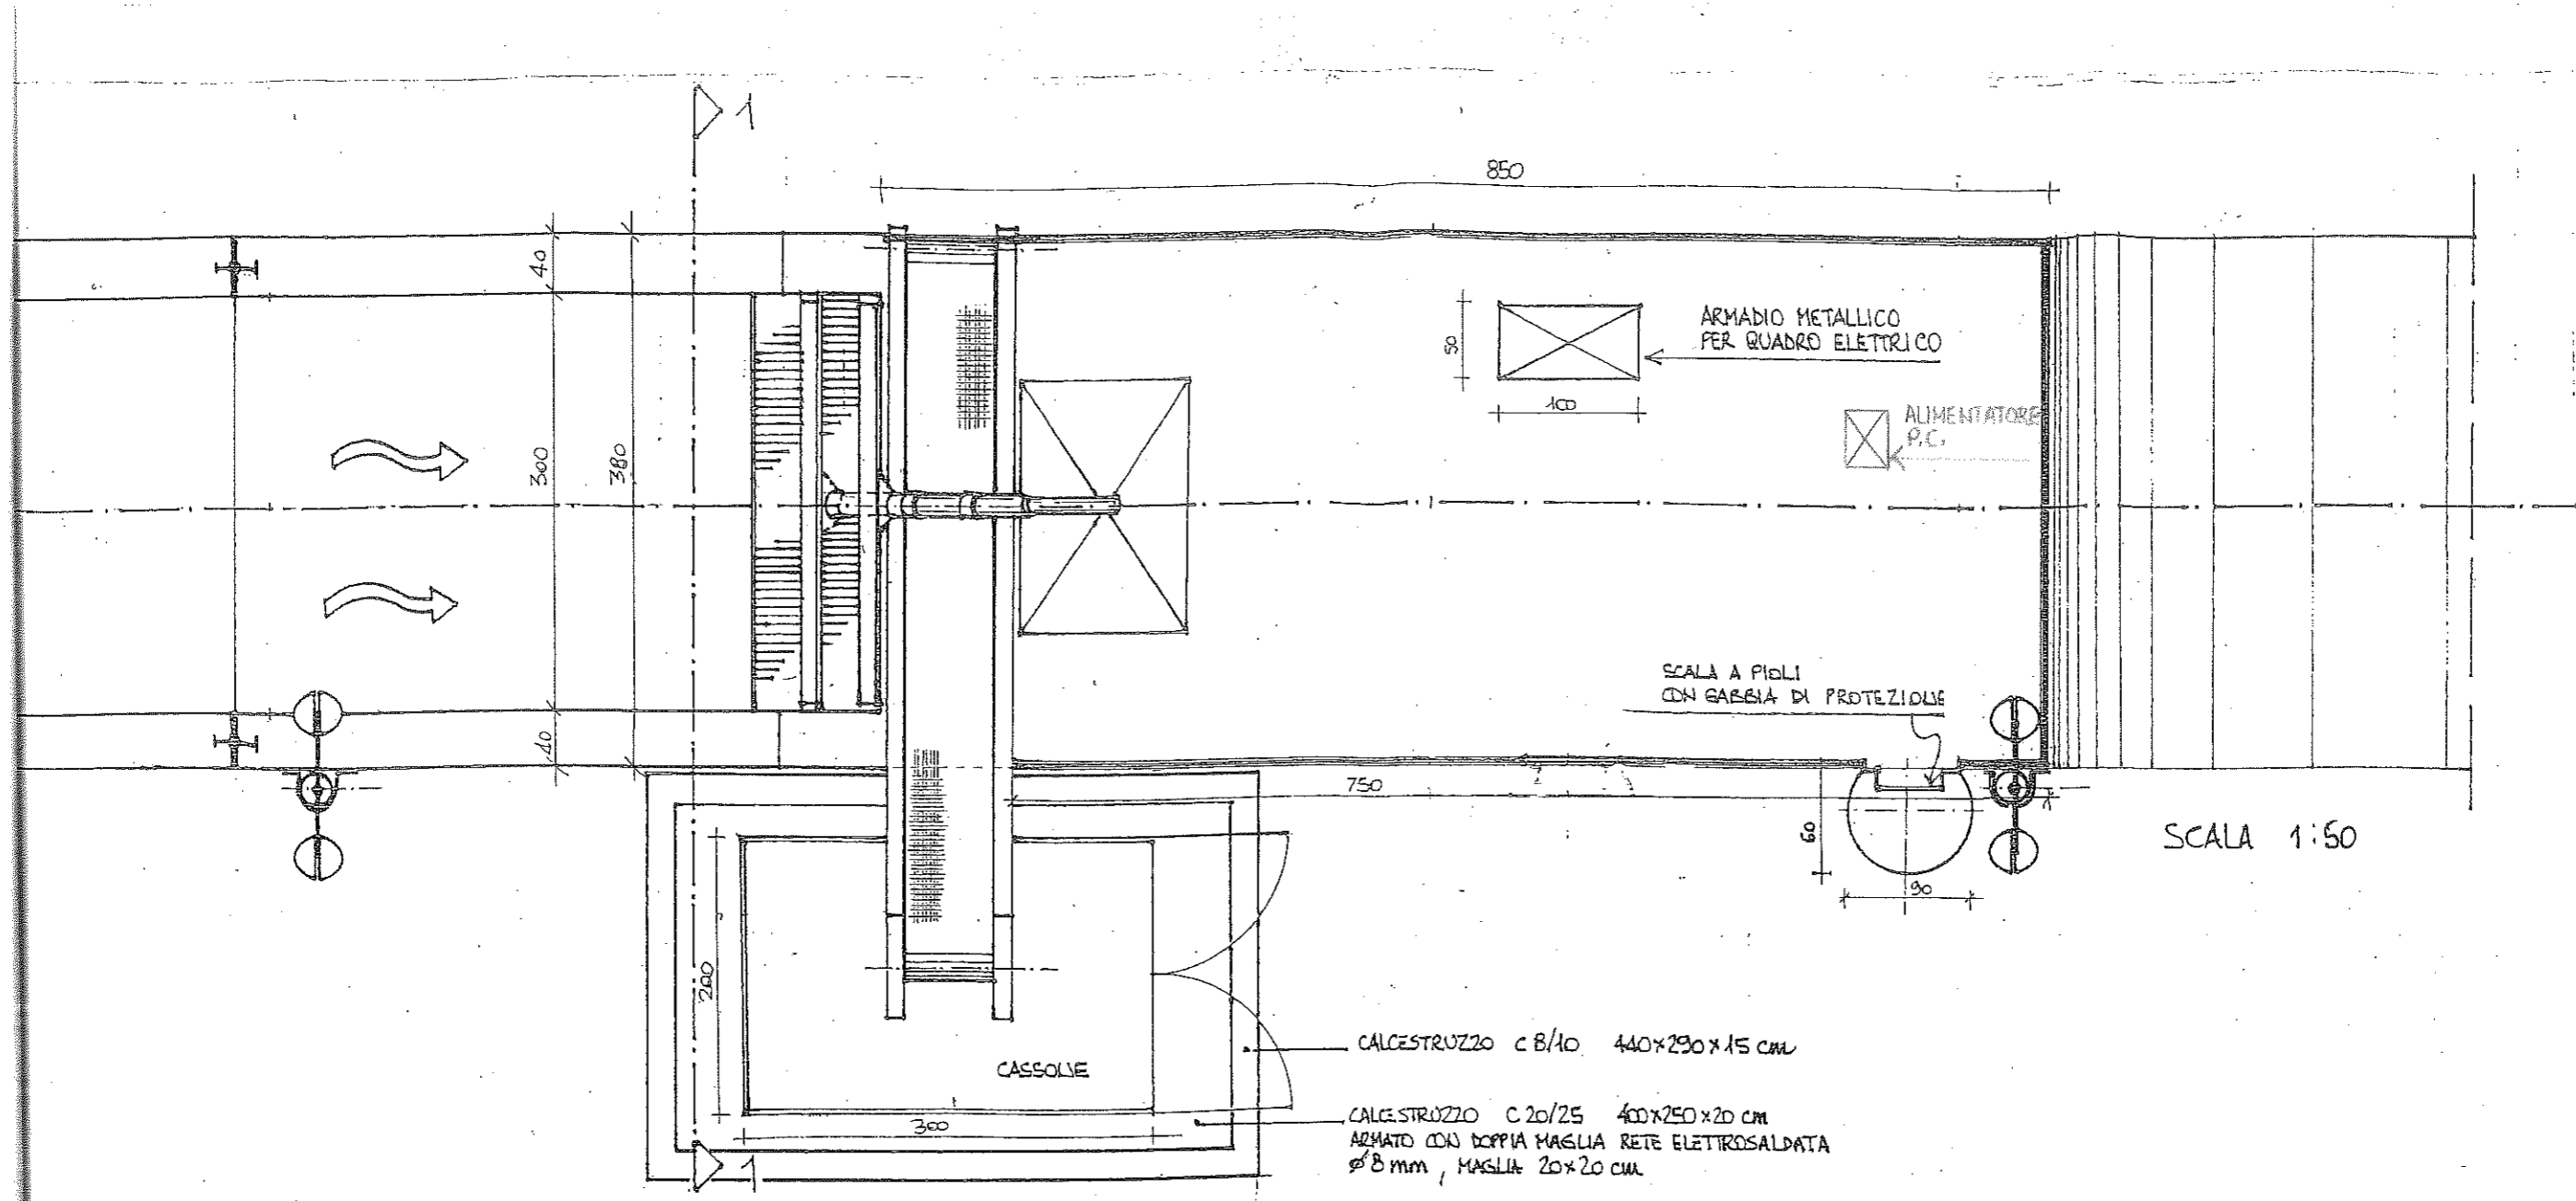 1
850
40
300
380
40
50
100
ARMADIO METALLICO
PER QUADRO ELETTRICO
ALIMENTATORE
P.C.
SCALA A PIOLI
CON GABBIA DI PROTEZIONE
750
60
90
SCALA 1:50
200
CASSONE
300
CALCESTRUZZO C 8/10 440x290x15 cm
CALCESTRUZZO C 20/25 400x250x20 cm
ARMATO CON DOPPIA MAGLIA RETE ELETTROSALDATA
Ø8 mm, MAGLIA 20x20 cm
1